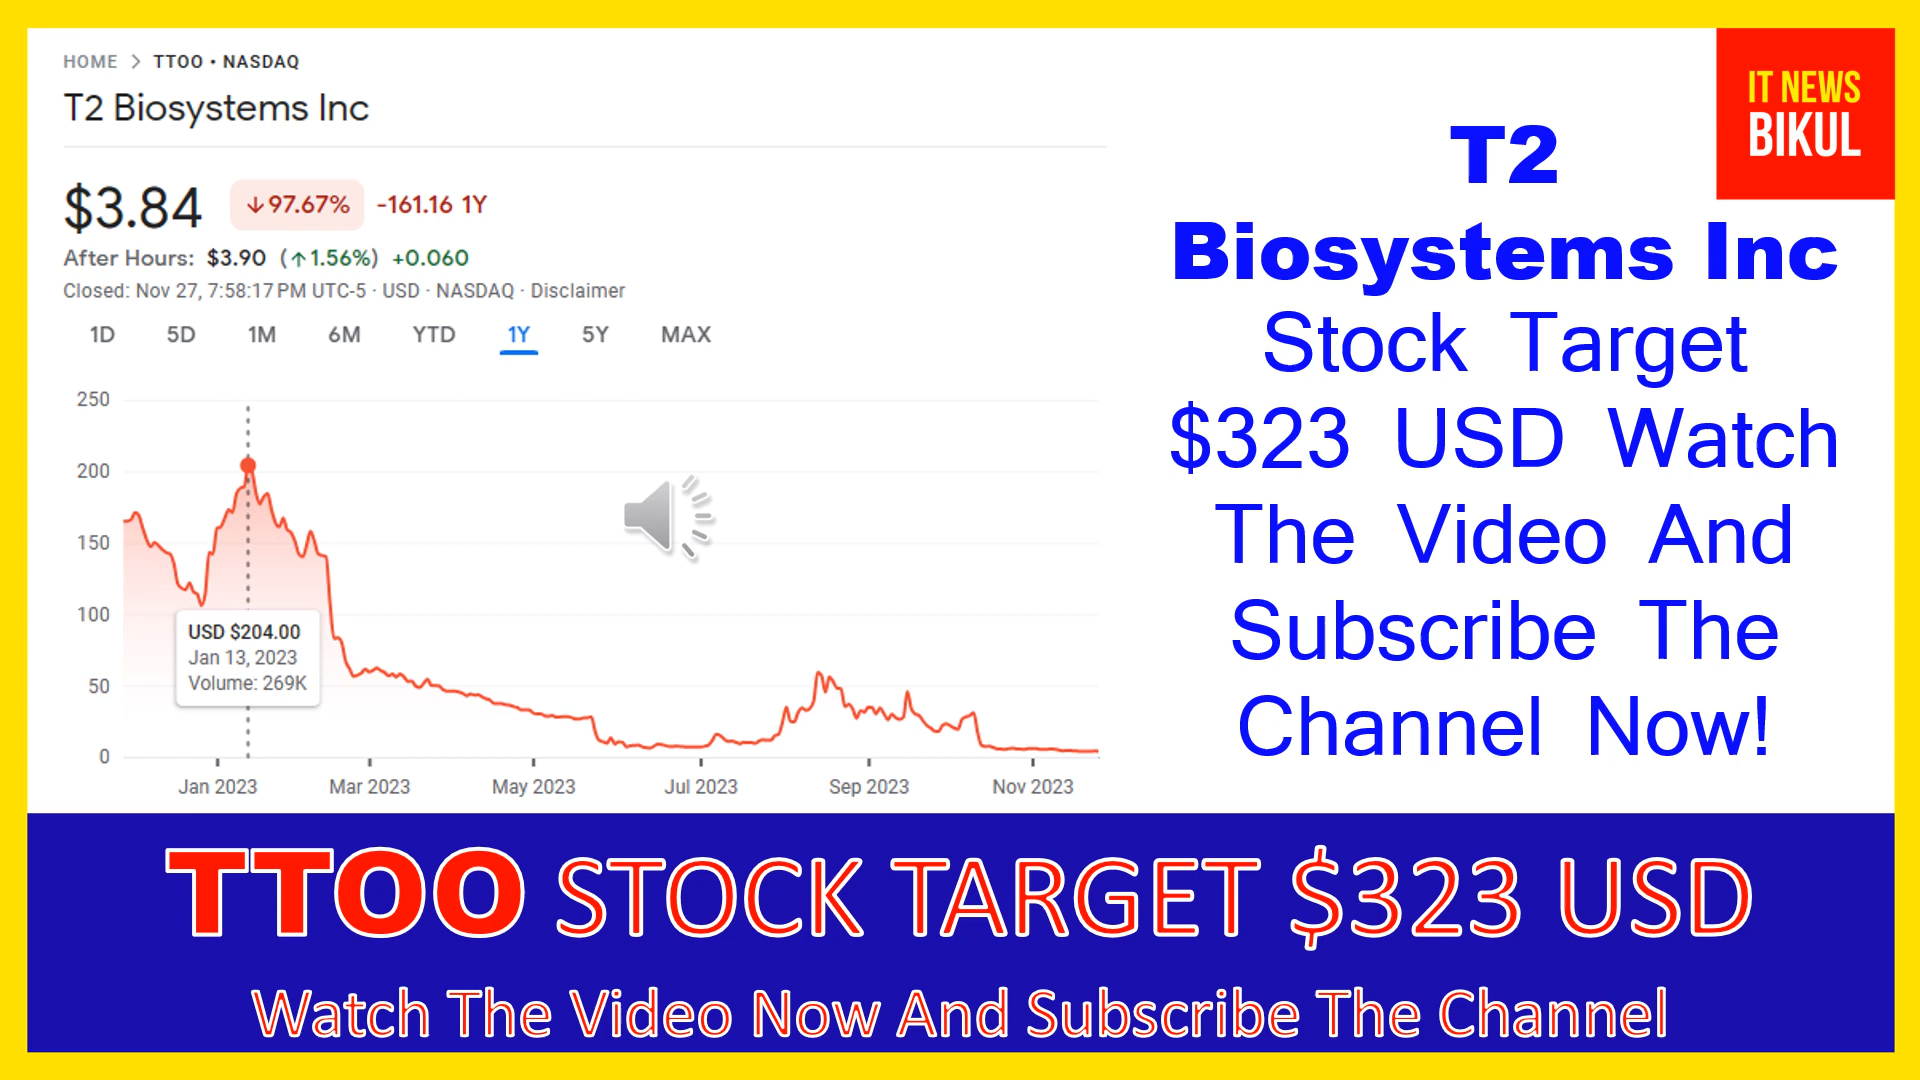 HOME > TTOO • NASDAQ
T2 Biosystems Inc
$3.84 ↓97.67% -161.16 1Y
After Hours: $3.90 (↑1.56%) +0.060
Closed: Nov 27, 7:58:17 PM UTC-5 · USD · NASDAQ · Disclaimer
1D 5D 1M 6M YTD 1Y 5Y MAX
250
200
150
100
50
0
USD $204.00
Jan 13, 2023
Volume: 269K
Jan 2023 Mar 2023 May 2023 Jul 2023 Sep 2023 Nov 2023
IT NEWS
BIKUL
T2
Biosystems Inc
Stock Target
$323 USD Watch
The Video And
Subscribe The
Channel Now!
TTOO STOCK TARGET $323 USD
Watch The Video Now And Subscribe The Channel